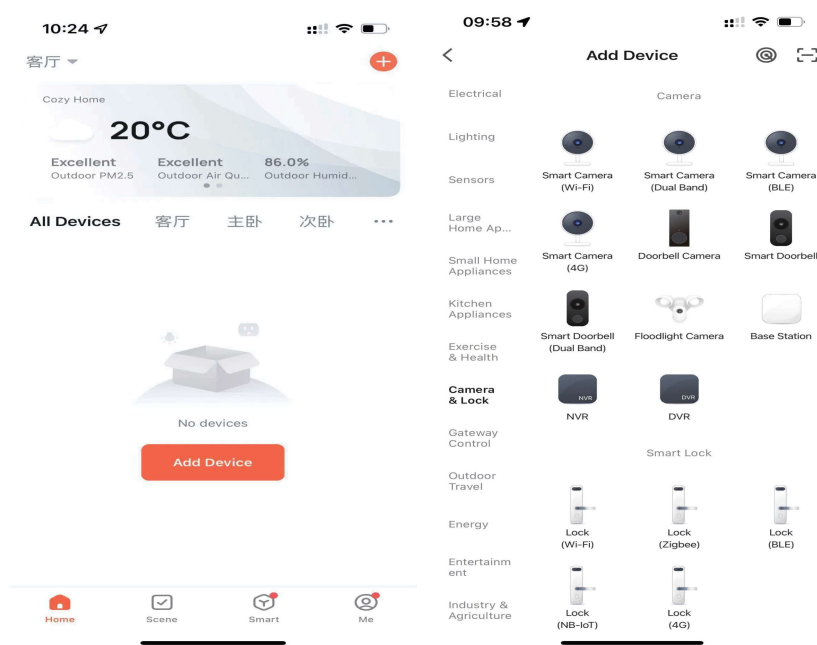 10:24
客厅
Cozy Home
20°C
Excellent Excellent 86.0%
Outdoor PM2.5 Outdoor Air Qu... Outdoor Humid...
All Devices 客厅 主卧 次卧 ...
No devices
Add Device
Home Scene Smart Me
09:58
Add Device
Electrical
Lighting
Sensors
Large
Home Ap...
Small Home
Appliances
Kitchen
Appliances
Exercise
& Health
Camera
& Lock
Gateway
Control
Outdoor
Travel
Energy
Entertainm
ent
Industry &
Agriculture
Camera
Smart Camera Smart Camera Smart Camera
(Wi-Fi) (Dual Band) (BLE)
Smart Camera Doorbell Camera Smart Doorbell
(4G)
Smart Doorbell Floodlight Camera Base Station
(Dual Band)
NVR DVR
NVR DVR
Smart Lock
Lock Lock Lock
(Wi-Fi) (Zigbee) (BLE)
Lock Lock
(NB-IoT) (4G)